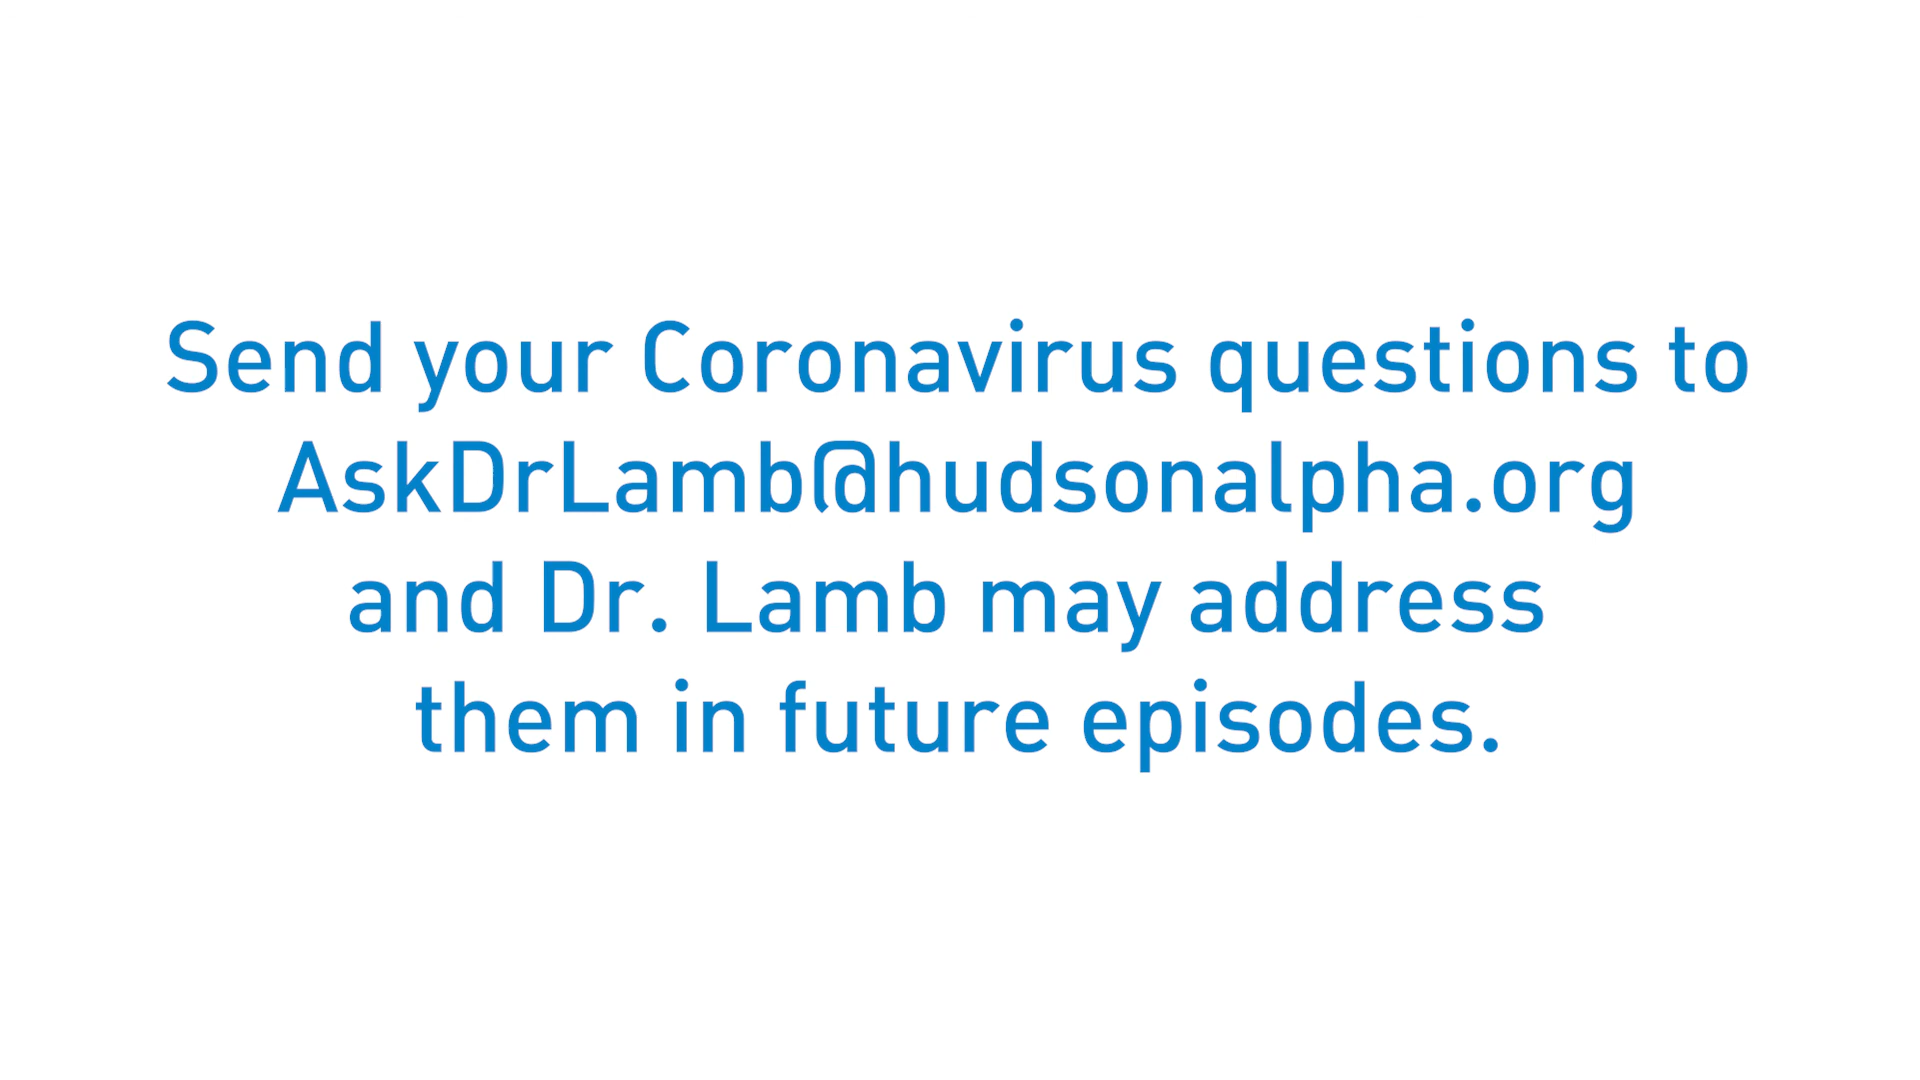 Send your Coronavirus questions to
AskDrLamb@hudsonalpha.org
and Dr. Lamb may address
them in future episodes.